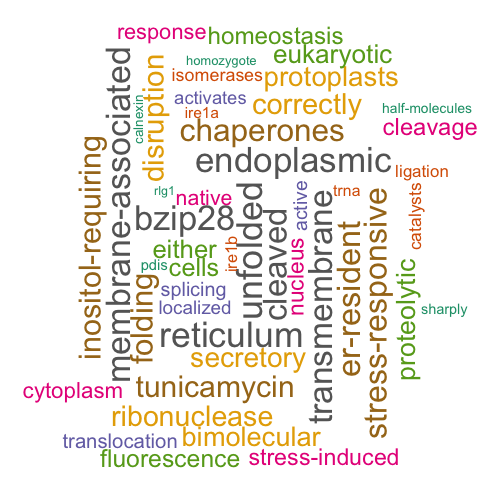 response
homeostasis
homozygote
eukaryotic
isomerases
protoplasts
disruption
membrane-associated
activates
correctly
half-molecules
calnexin
ire1a
chaperones
cleavage
inositol-requiring
endoplasmic
ligation
rlg1
native
active
trna
catalysts
bzip28
unfolded
cleaved
nucleus
transmembrane
stress-responsive
er-resident
either
ire1b
pdis
cells
folding
splicing
localized
proteolytic
sharply
reticulum
secretory
cytoplasm
tunicamycin
ribonuclease
translocation
bimolecular
fluorescence
stress-induced